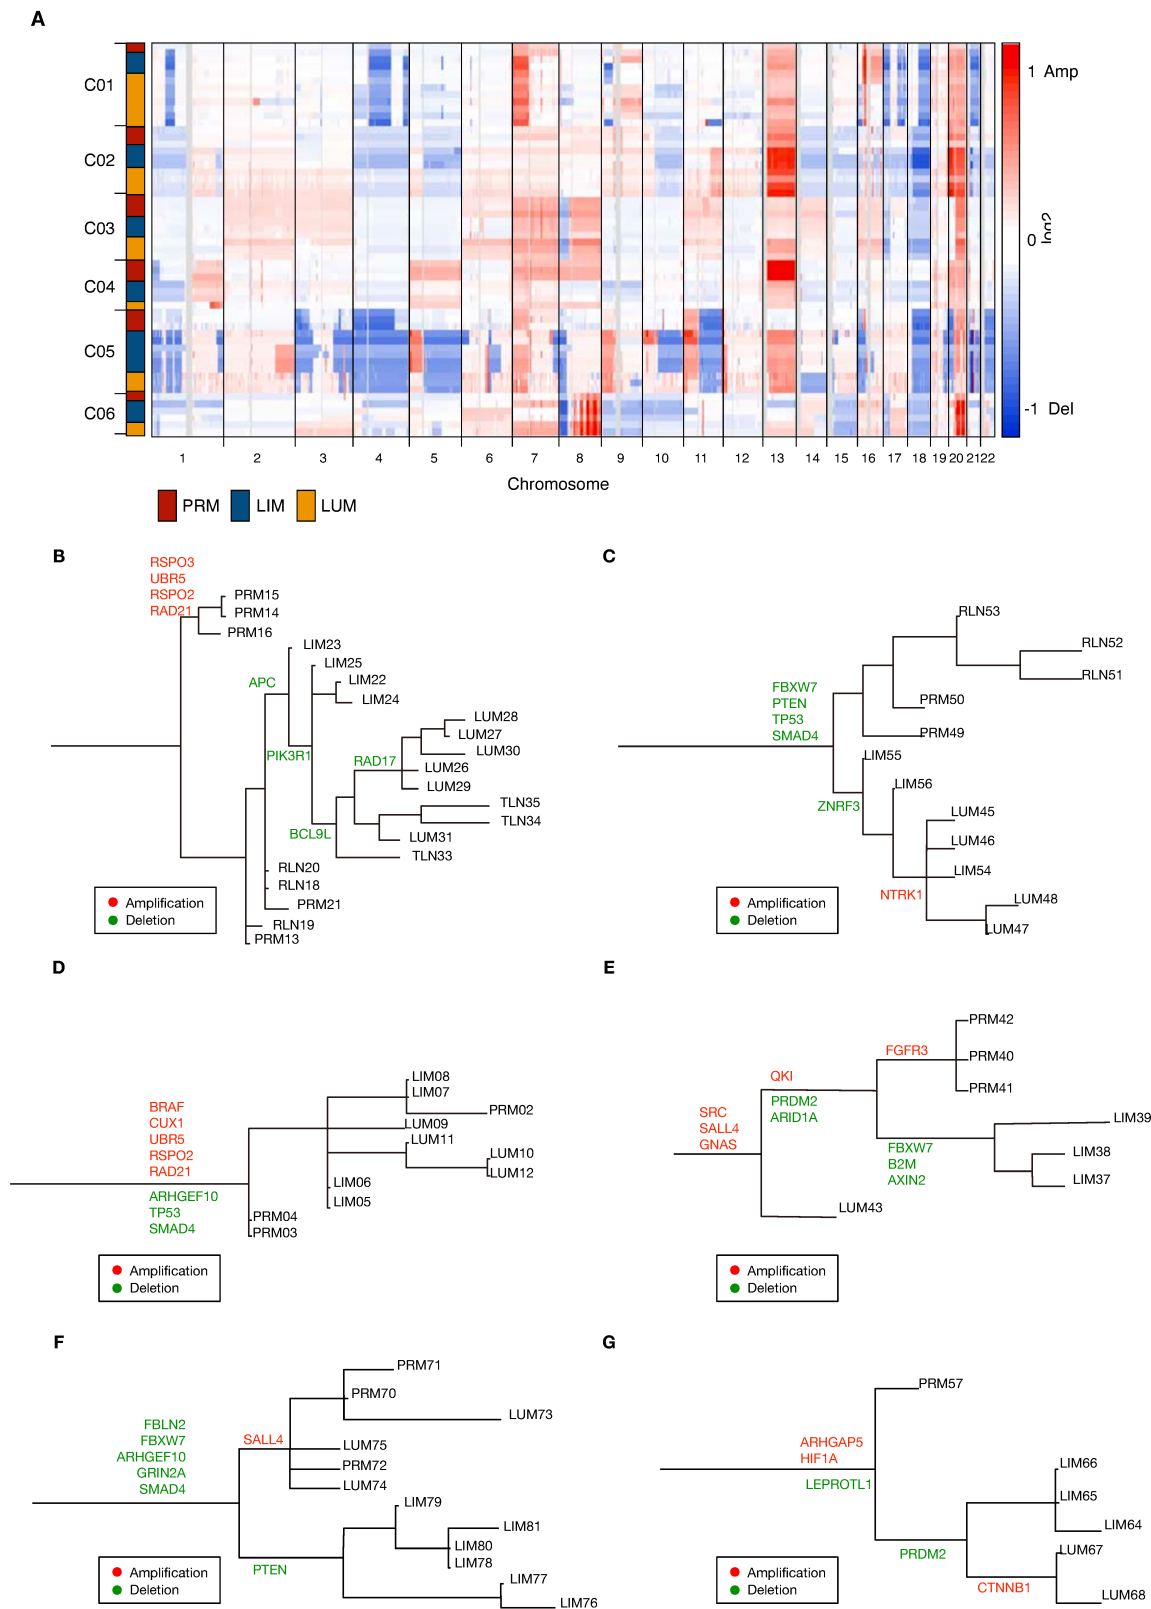 A
C01
C02
C03
C04
C05
C06
1 Amp
0
log2
-1 Del
1 2 3 4 5 6 7 8 9 10 11 12 13 14 15 16 17 18 19 20 21 22
Chromosome
PRM LIM LUM
B
RSPO3
UBR5
RSPO2
RAD21
PRM15
PRM14
PRM16
LIM23
LIM25
APC
LIM22
LIM24
LUM28
LUM27
PIK3R1
LUM30
RAD17
LUM26
LUM29
TLN35
TLN34
BCL9L
LUM31
TLN33
RLN20
RLN18
PRM21
RLN19
PRM13
Amplification
Deletion
C
RLN53
RLN52
RLN51
FBXW7
PTEN
TP53
SMAD4
PRM50
PRM49
LIM55
LIM56
ZNRF3
LUM45
LUM46
LIM54
NTRK1
LUM48
LUM47
Amplification
Deletion
D
LIM08
LIM07
PRM02
BRAF
CUX1
UBR5
RSPO2
RAD21
LUM09
LUM11
LUM10
LUM12
ARHGEF10
TP53
SMAD4
LIM06
LIM05
PRM04
PRM03
Amplification
Deletion
E
PRM42
FGFR3
PRM40
QKI
PRM41
PRDM2
ARID1A
SRC
SALL4
GNAS
LIM39
FBXW7
B2M
AXIN2
LIM38
LIM37
LUM43
Amplification
Deletion
F
PRM71
PRM70
LUM73
FBLN2
FBXW7
ARHGEF10
GRIN2A
SMAD4
SALL4
LUM75
PRM72
LUM74
LIM79
LIM81
LIM80
LIM78
PTEN
LIM77
LIM76
Amplification
Deletion
G
PRM57
ARHGAP5
HIF1A
LEPROTL1
LIM66
LIM65
LIM64
PRDM2
LUM67
CTNNB1
LUM68
Amplification
Deletion